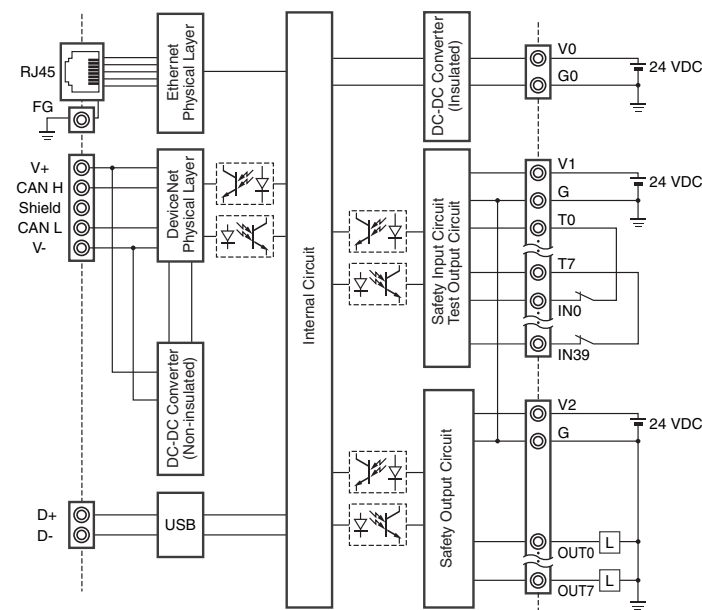 RJ45
FG
Ethernet
Physical Layer
V+
CAN H
Shield
CAN L
V-
DeviceNet
Physical Layer
DC-DC Converter
(Non-insulated)
D+
D-
USB
Internal Circuit
DC-DC Converter
(Insulated)
V0
G0
24 VDC
Safety Input Circuit
Test Output Circuit
V1
G
T0
T7
IN0
IN39
24 VDC
Safety Output Circuit
V2
G
24 VDC
OUT0
L
OUT7
L